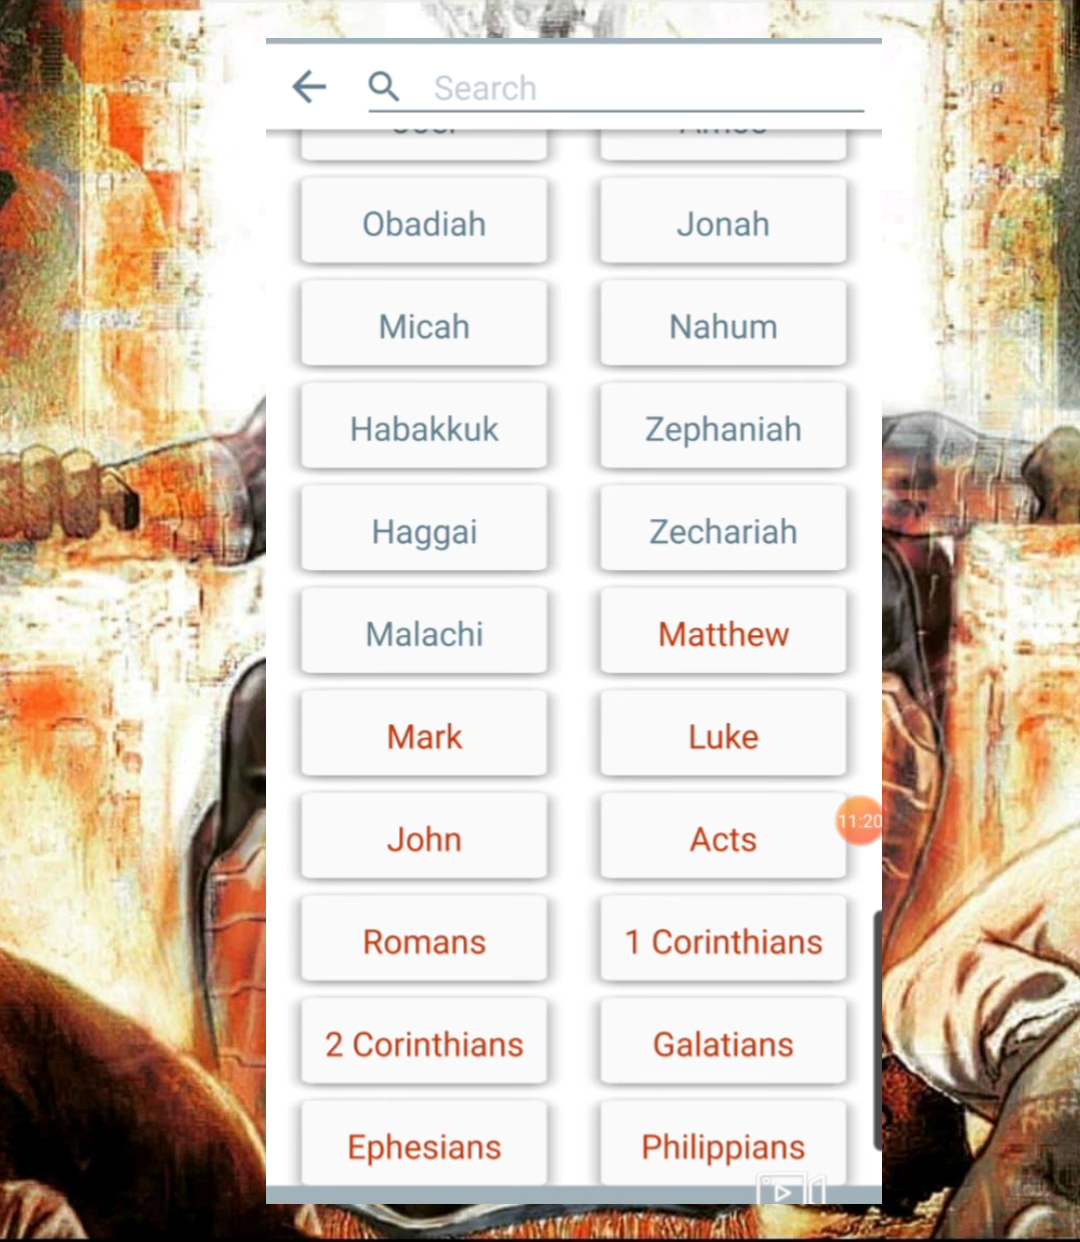 Search
Obadiah
Jonah
Micah
Nahum
Habakkuk
Zephaniah
Haggai
Zechariah
Malachi
Matthew
Mark
Luke
John
Acts
11:20
Romans
1 Corinthians
2 Corinthians
Galatians
Ephesians
Philippians